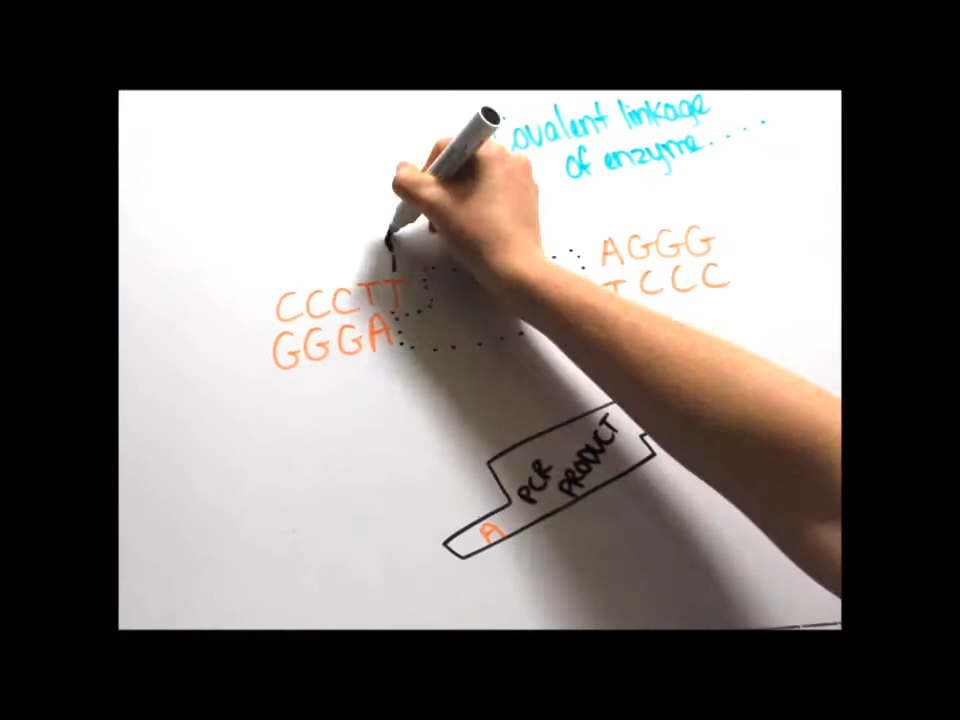 ovalent linkage
of enzyme....
AGGG
TCCC
CCCTT
GGGA
PCR
PRODUCT
A